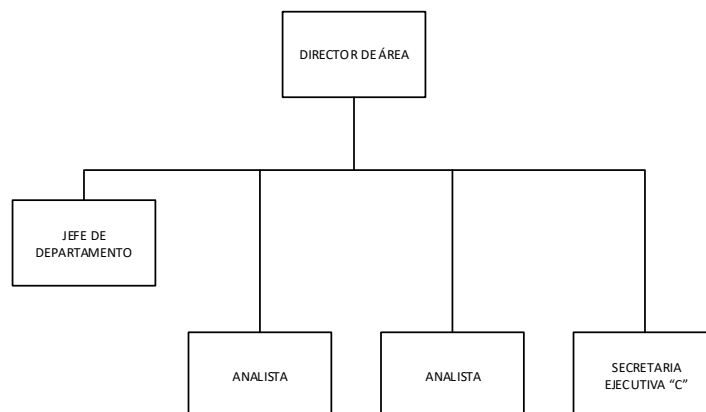 DIRECTOR DE ÁREA
JEFE DE
DEPARTAMENTO
ANALISTA
ANALISTA
SECRETARIA
EJECUTIVA “C”